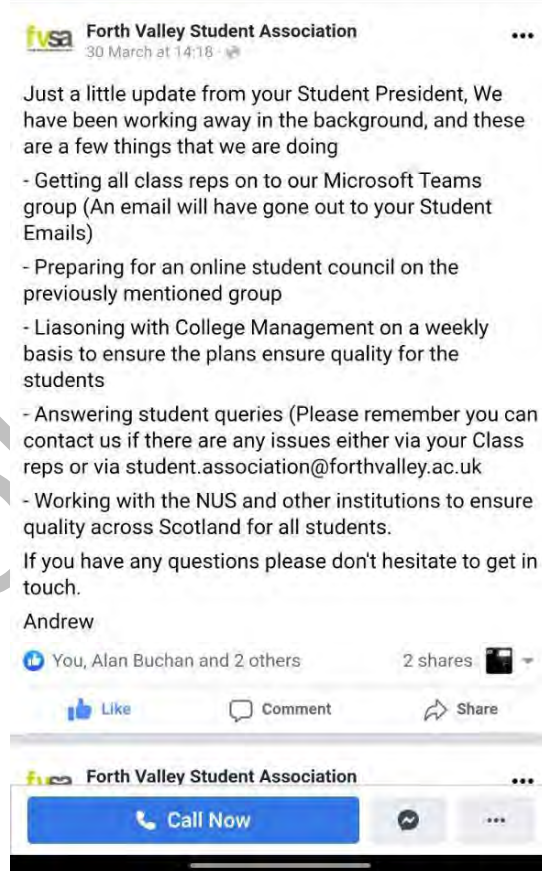 fvsa
Forth Valley Student Association
30 March at 14:18 ·
Just a little update from your Student President, We
have been working away in the background, and these
are a few things that we are doing
- Getting all class reps on to our Microsoft Teams
group (An email will have gone out to your Student
Emails)
- Preparing for an online student council on the
previously mentioned group
- Liasoning with College Management on a weekly
basis to ensure the plans ensure quality for the
students
- Answering student queries (Please remember you can
contact us if there are any issues either via your Class
reps or via student.association@forthvalley.ac.uk
- Working with the NUS and other institutions to ensure
quality across Scotland for all students.
If you have any questions please don't hesitate to get in
touch.
Andrew
You, Alan Buchan and 2 others 2 shares
Like Comment Share
fvsa Forth Valley Student Association
Call Now